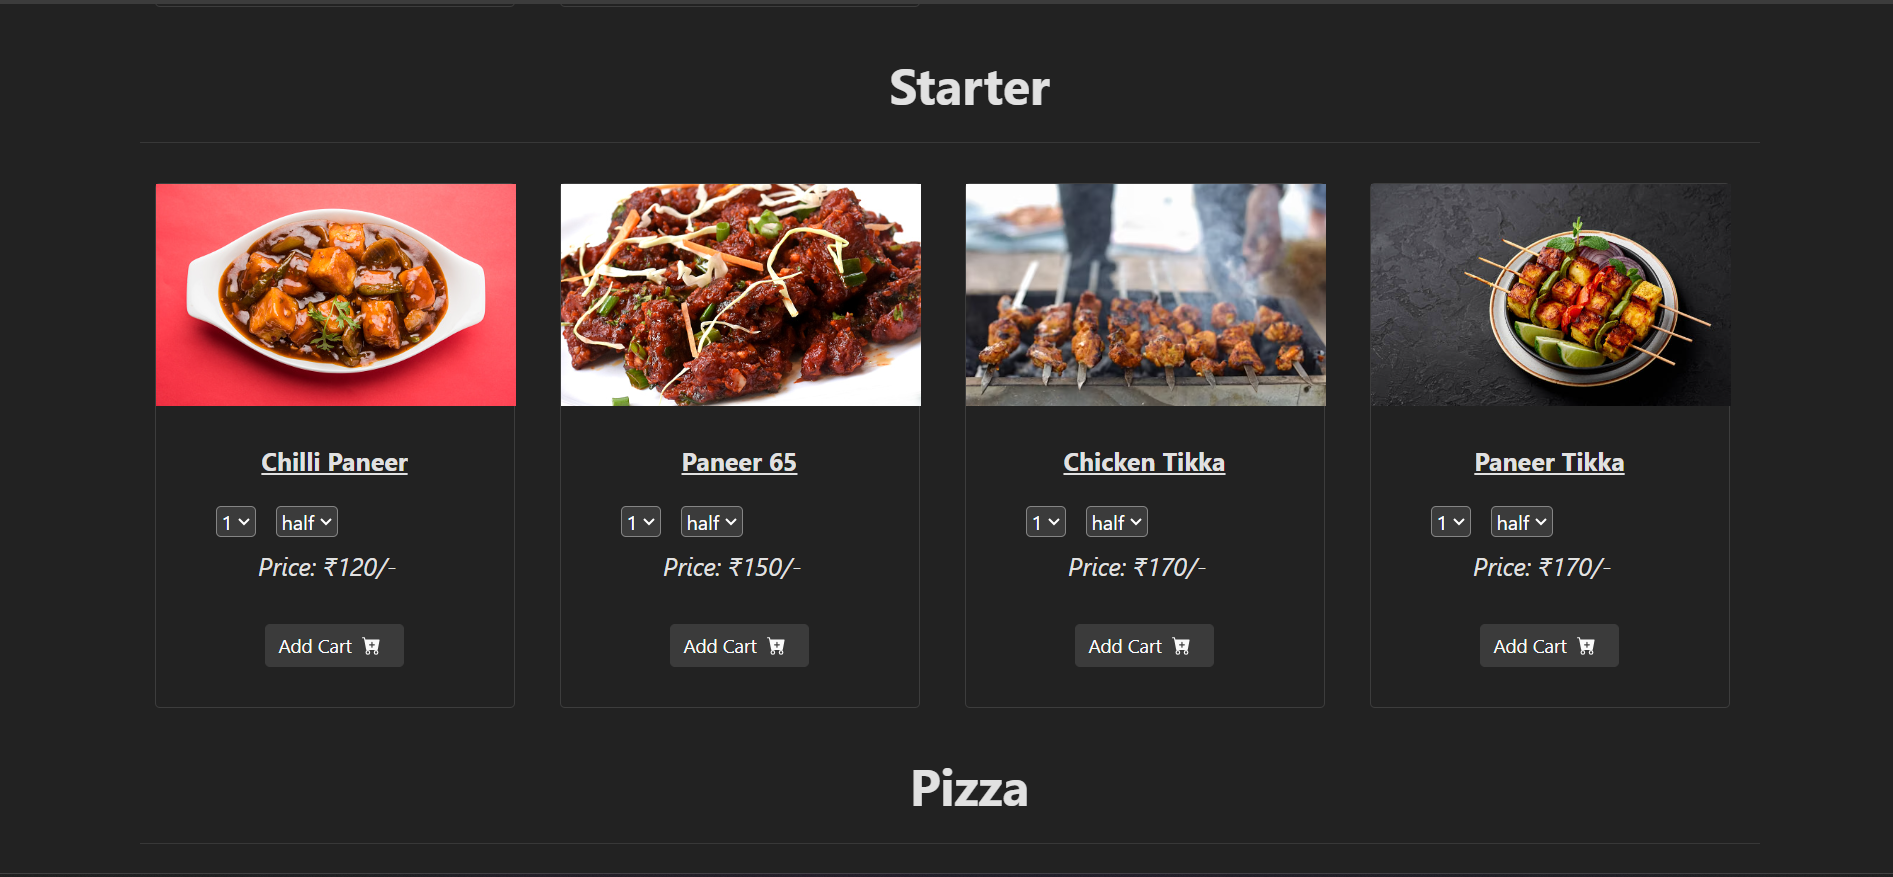 Starter
Chilli Paneer
1 half
Price: ₹120/-
Add Cart
Paneer 65
1 half
Price: ₹150/-
Add Cart
Chicken Tikka
1 half
Price: ₹170/-
Add Cart
Paneer Tikka
1 half
Price: ₹170/-
Add Cart
Pizza